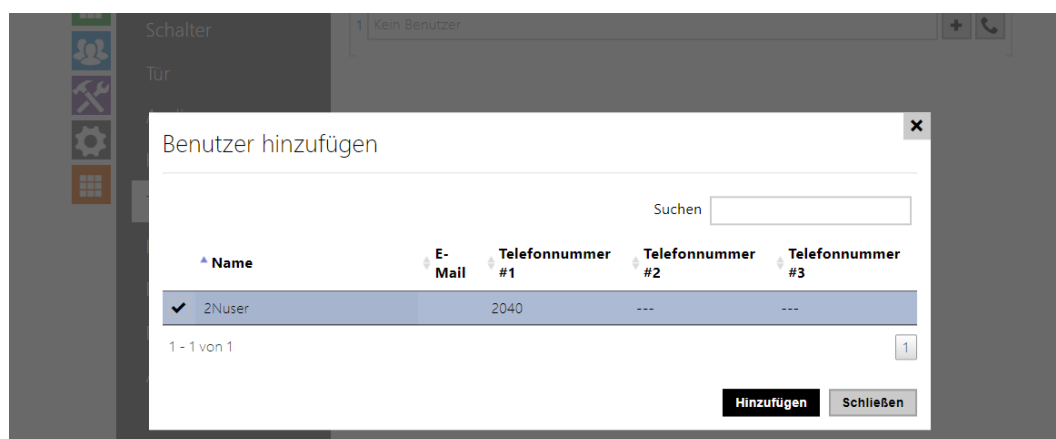 Schalter
1 Kein Benutzer
Tür
Benutzer hinzufügen
Suchen
Name
E-Mail
Telefonnummer #1
Telefonnummer #2
Telefonnummer #3
2Nuser 2040 --- ---
1 - 1 von 1
1
Hinzufügen Schließen